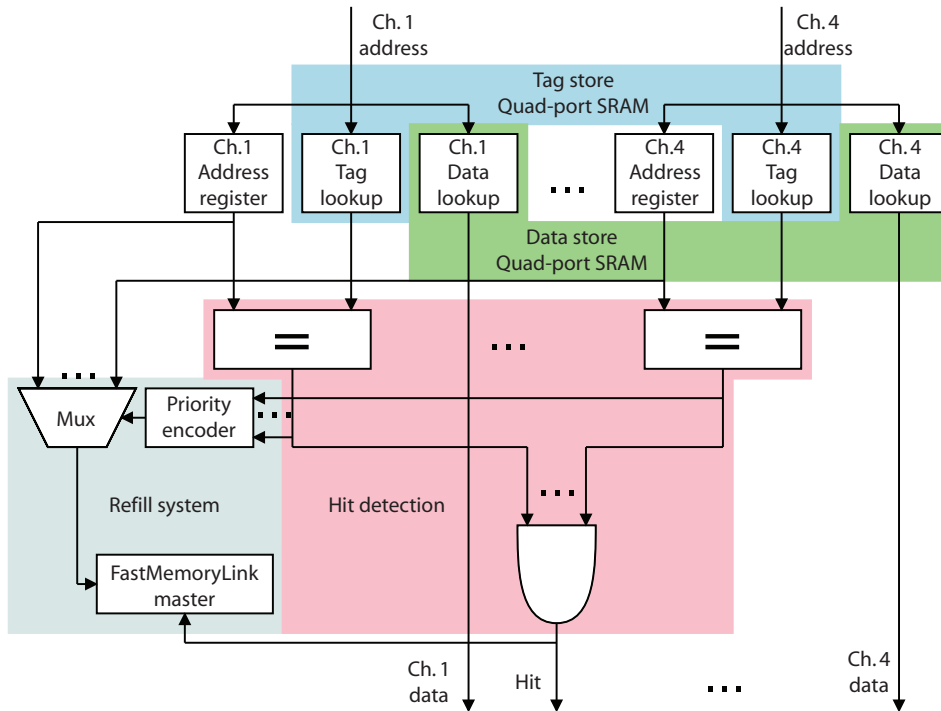 Ch. 1
address
Ch. 4
address
Tag store
Quad-port SRAM
Ch.1
Address
register
Ch.1
Tag
lookup
Ch.1
Data
lookup
...
Ch.4
Address
register
Ch.4
Tag
lookup
Ch. 4
Data
lookup
Data store
Quad-port SRAM
=
...
=
...
Mux
Priority
encoder
...
...
Refill system
Hit detection
FastMemoryLink
master
Ch. 1
data
Hit
...
Ch. 4
data